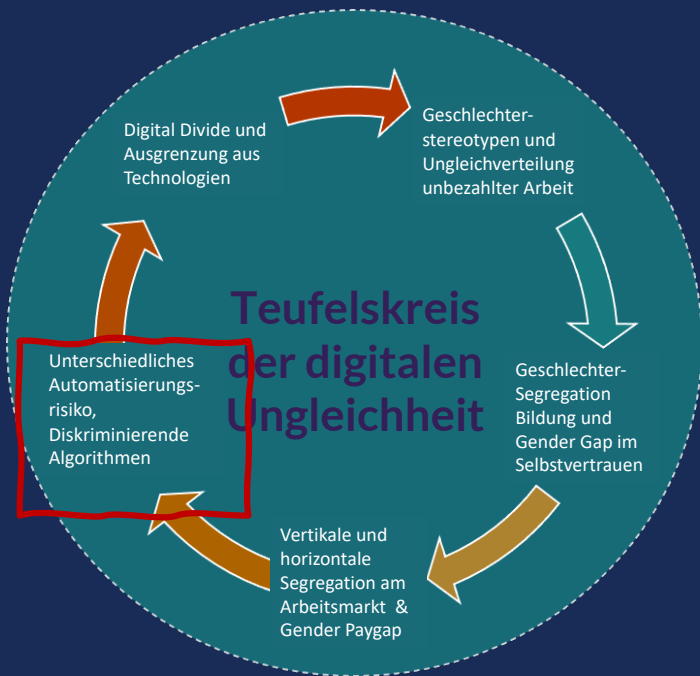 Digital Divide und
Ausgrenzung aus
Technologien
Geschlechter-
stereotypen und
Ungleichverteilung
unbezahlter Arbeit
Teufelskreis
der digitalen
Ungleichheit
Geschlechter-
Segregation
Bildung und
Gender Gap im
Selbstvertrauen
Vertikale und
horizontale
Segregation am
Arbeitsmarkt &
Gender Paygap
Unterschiedliches
Automatisierungs-
risiko,
Diskriminierende
Algorithmen